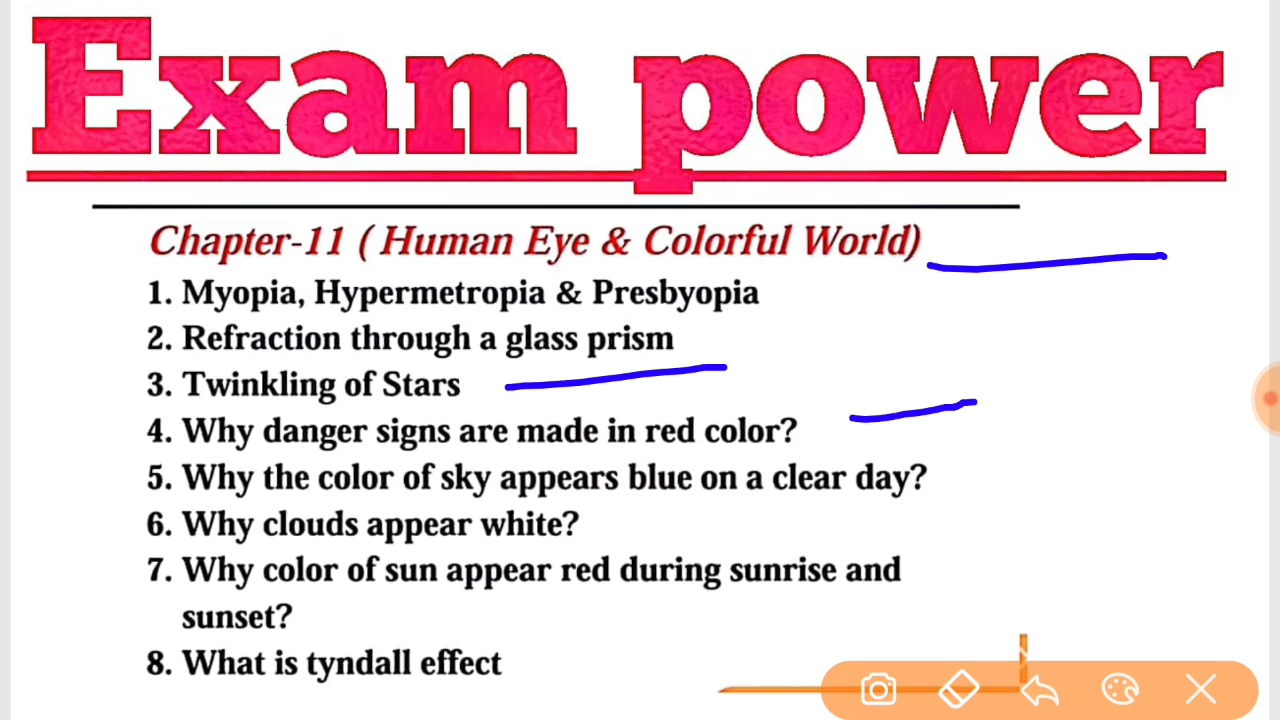 Exam power
Chapter-11 ( Human Eye & Colorful World)
1. Myopia, Hypermetropia & Presbyopia
2. Refraction through a glass prism
3. Twinkling of Stars
4. Why danger signs are made in red color?
5. Why the color of sky appears blue on a clear day?
6. Why clouds appear white?
7. Why color of sun appear red during sunrise and
sunset?
8. What is tyndall effect